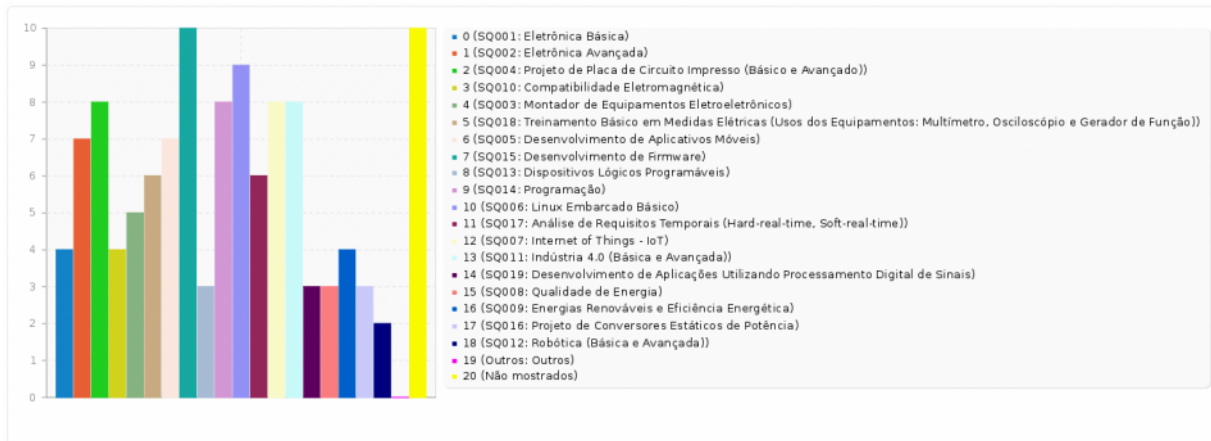 10
9
8
7
6
5
4
3
2
1
0
0 (SQ001: Eletrônica Básica)
1 (SQ002: Eletrônica Avançada)
2 (SQ004: Projeto de Placa de Circuito Impresso (Básico e Avançado))
3 (SQ010: Compatibilidade Eletromagnética)
4 (SQ003: Montador de Equipamentos Eletroeletrônicos)
5 (SQ018: Treinamento Básico em Medidas Elétricas (Usos dos Equipamentos: Multímetro, Osciloscópio e Gerador de Função))
6 (SQ005: Desenvolvimento de Aplicativos Móveis)
7 (SQ015: Desenvolvimento de Firmware)
8 (SQ013: Dispositivos Lógicos Programáveis)
9 (SQ014: Programação)
10 (SQ006: Linux Embarcado Básico)
11 (SQ017: Análise de Requisitos Temporais (Hard-real-time, Soft-real-time))
12 (SQ007: Internet of Things - IoT)
13 (SQ011: Indústria 4.0 (Básica e Avançada))
14 (SQ019: Desenvolvimento de Aplicações Utilizando Processamento Digital de Sinais)
15 (SQ008: Qualidade de Energia)
16 (SQ009: Energias Renováveis e Eficiência Energética)
17 (SQ016: Projeto de Conversores Estáticos de Potência)
18 (SQ012: Robótica (Básica e Avançada))
19 (Outros: Outros)
20 (Não mostrados)